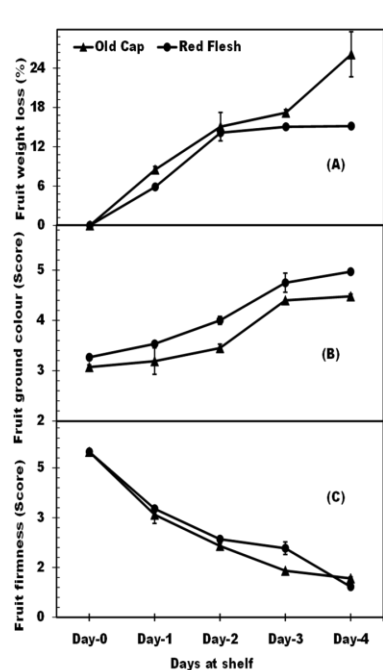 Old Cap Red Flesh
Fruit weight loss (%)
24
18
12
6
0
(A)
Fruit ground colour (Score)
5
4
3
2
(B)
Fruit firmness (Score)
5
3
2
0
(C)
Day-0 Day-1 Day-2 Day-3 Day-4
Days at shelf